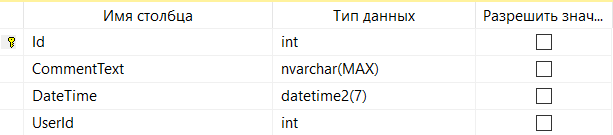 Имя столбца Тип данных Разрешить знач...
Id int
CommentText nvarchar(MAX)
DateTime datetime2(7)
UserId int